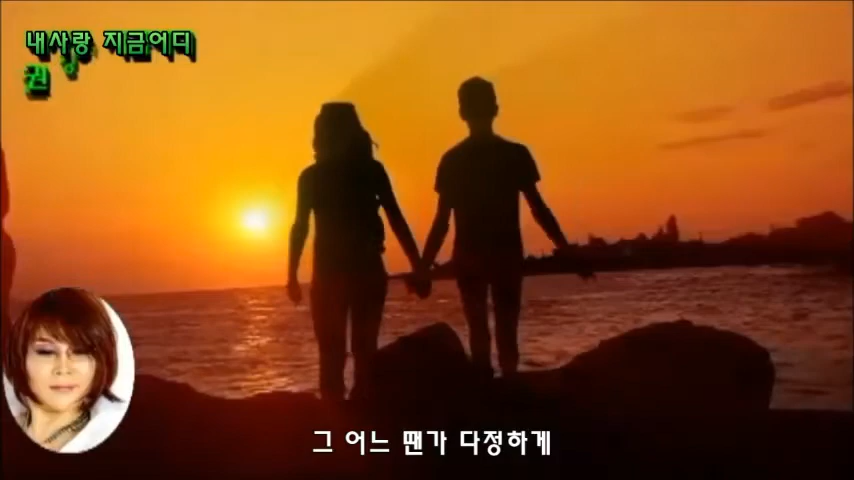 내사랑 지금어디
권
그 어느 땐가 다정하게